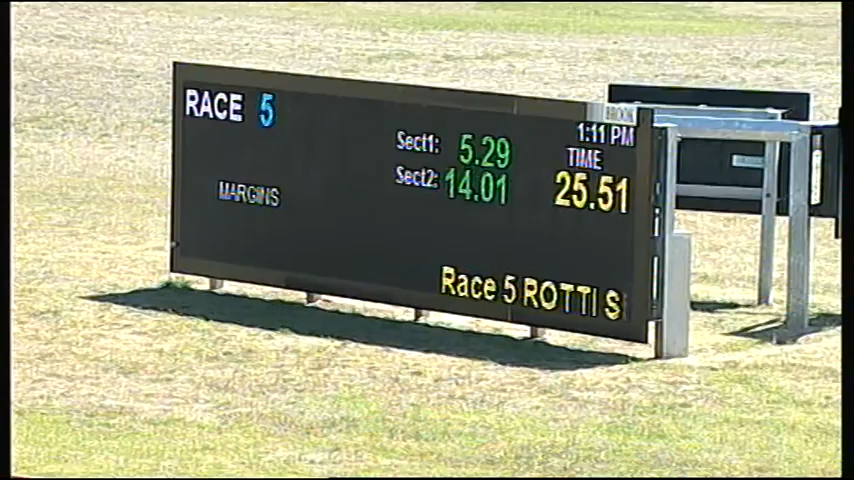 RACE 5
1:11 PM
Sect1: 5.29
TIME
Sect2: 14.01
25.51
MARGINS
Race 5 ROTTI S